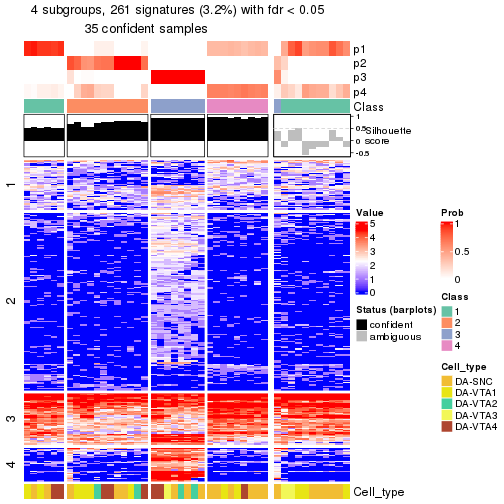 4 subgroups, 261 signatures (3.2%) with fdr < 0.05
35 confident samples
p1
p2
p3
p4
Class
1
0.5
0
-0.5
Silhouette
score
1
2
3
4
Cell_type
Value
5
4
3
2
1
0
Prob
1
0.5
0
Status (barplots)
confident
ambiguous
Class
1
2
3
4
Cell_type
DA-SNC
DA-VTA1
DA-VTA2
DA-VTA3
DA-VTA4